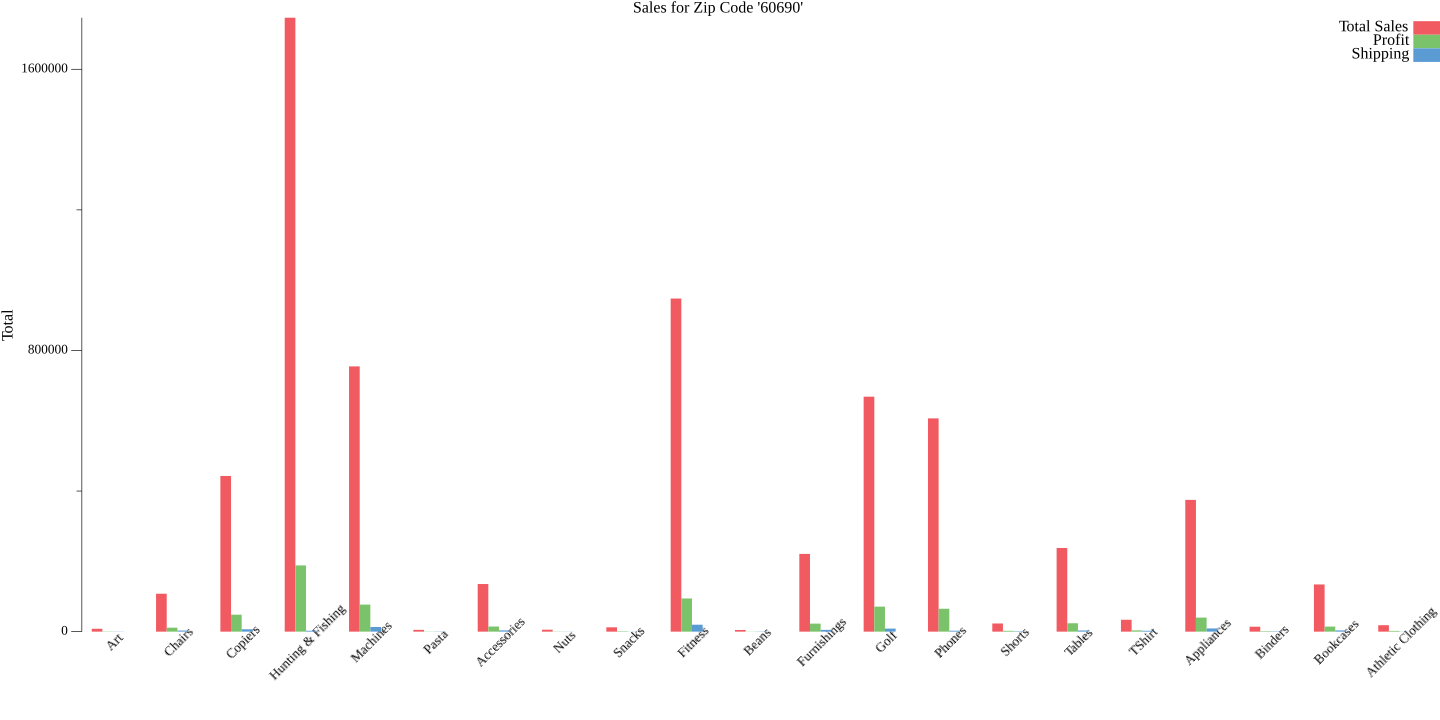 Sales for Zip Code '60690'
Total Sales
Profit
Shipping
1600000
800000
0
Total
Art
Chairs
Copiers
Hunting & Fishing
Machines
Pasta
Accessories
Nuts
Snacks
Fitness
Beans
Furnishings
Golf
Phones
Shorts
Tables
TShirt
Appliances
Binders
Bookcases
Athletic Clothing